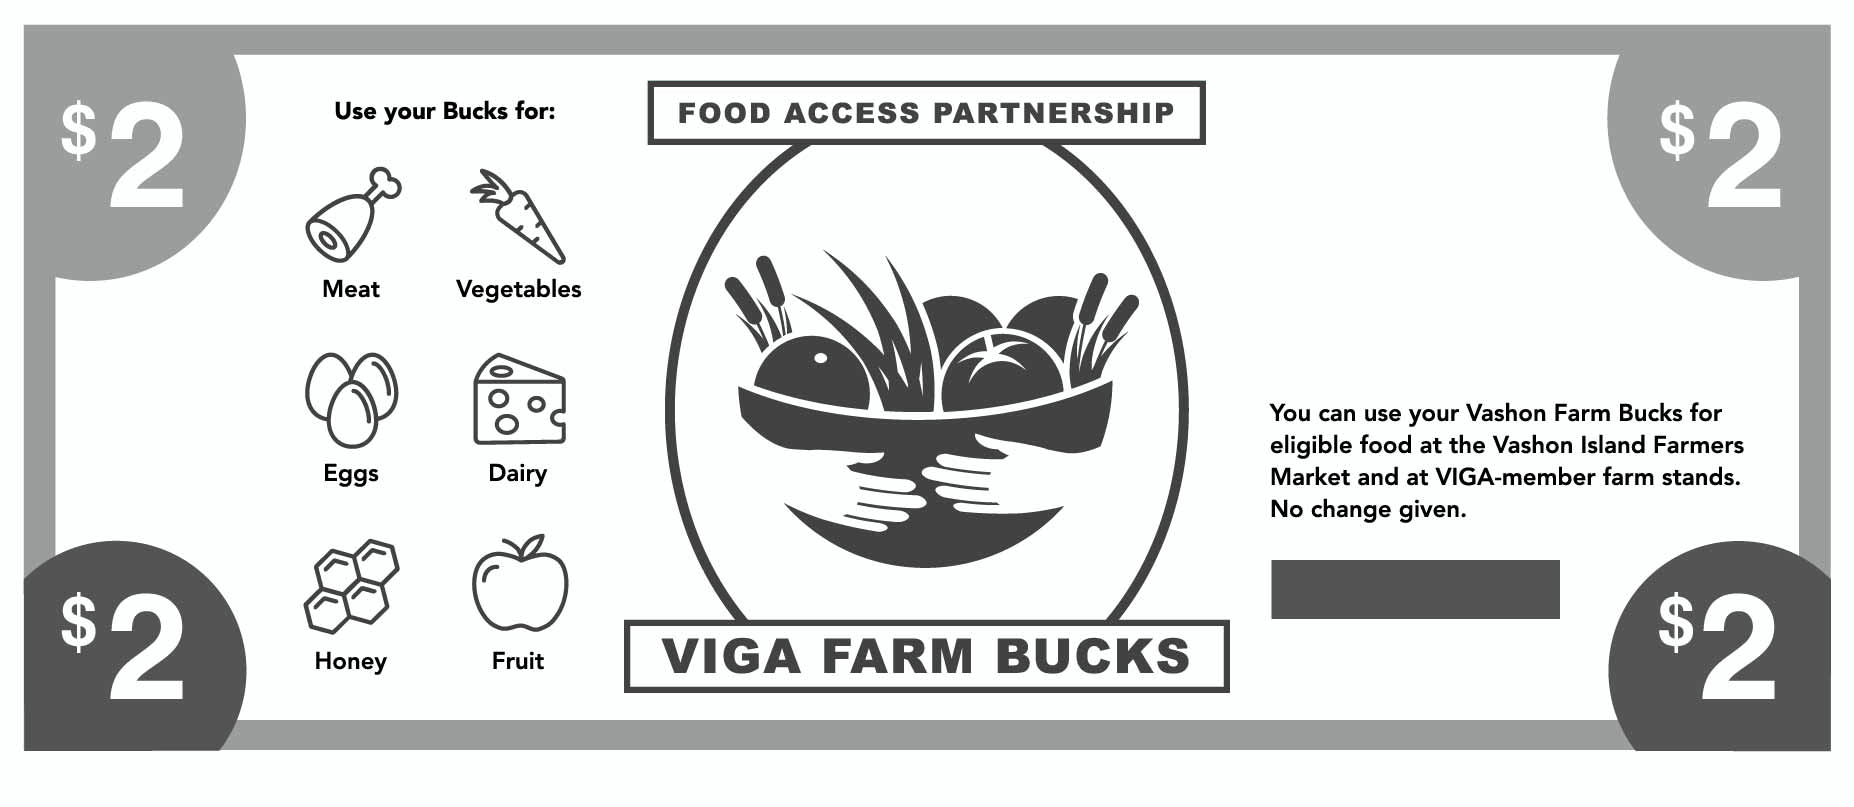 $2
$2
Use your Bucks for:
Meat
Vegetables
Eggs
Dairy
Honey
Fruit
FOOD ACCESS PARTNERSHIP
VIGA FARM BUCKS
You can use your Vashon Farm Bucks for
eligible food at the Vashon Island Farmers
Market and at VIGA-member farm stands.
No change given.
$2
$2